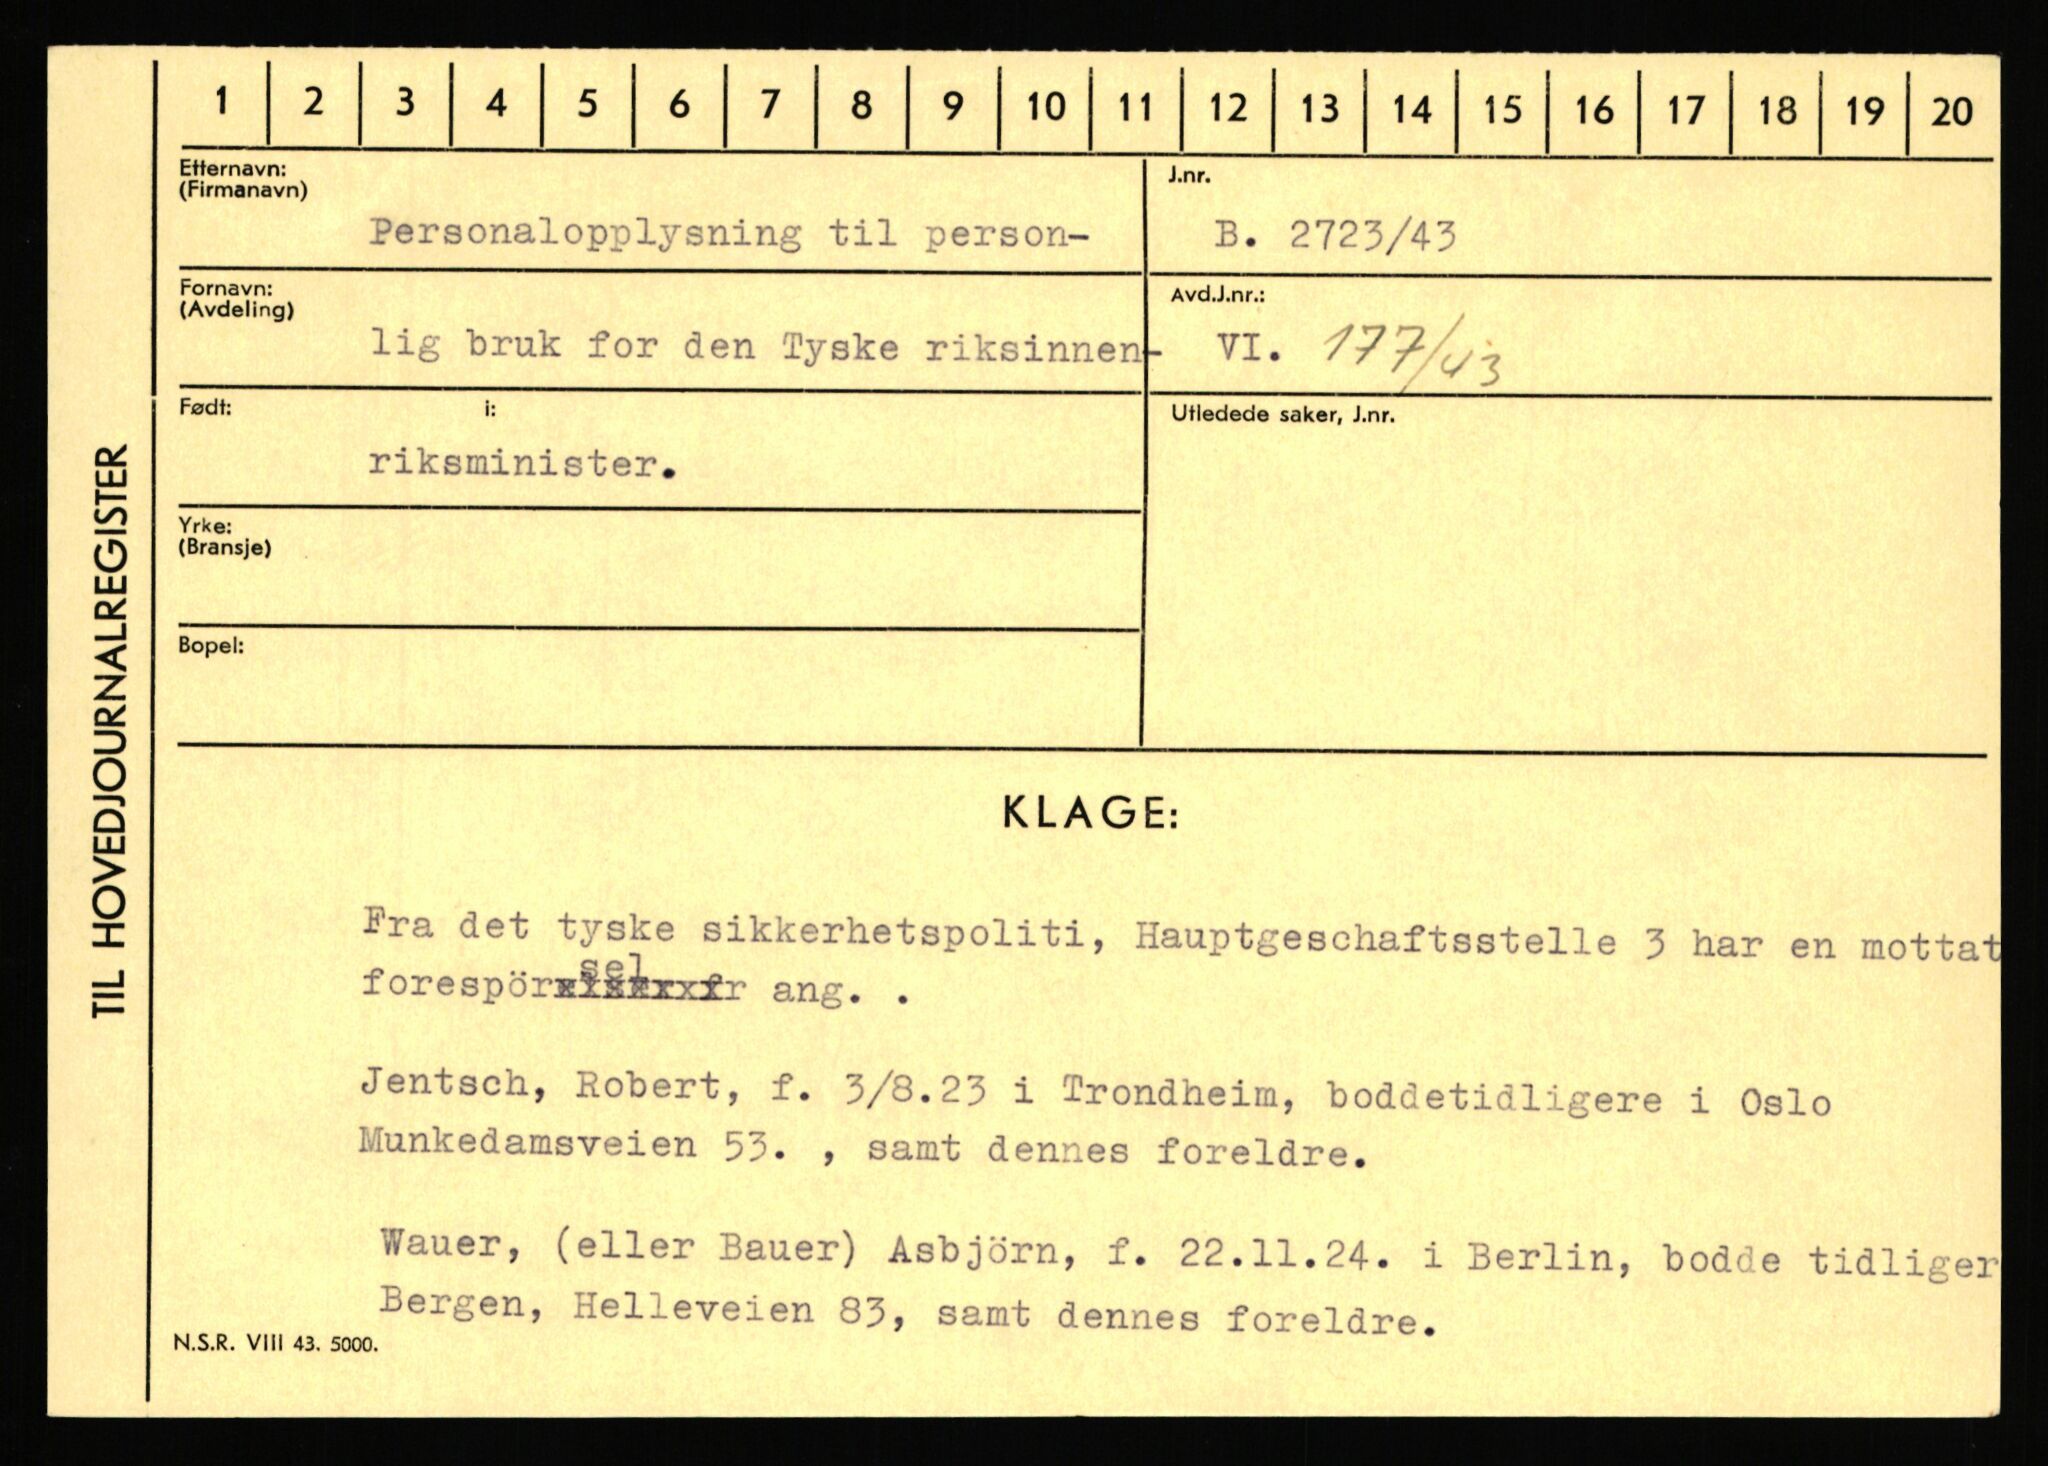 1 2 3 4 5 6 7 8 9 10 11 12 13 14 15 16 17 18 19 20
TIL HOVEDJOURNALREGISTER
Etternavn:
(Firmanavn)
Personalopplysning til person-
J.nr.
B. 2723/43
Fornavn:
(Avdeling)
lig bruk for den Tyske riksinnen-
Avd.J.nr.:
VI. 177/43
Født: i:
riksminister.
Utledede saker, J.nr.
Yrke:
(Bransje)
Bopel:
KLAGE:
Fra det tyske sikkerhetspoliti, Hauptgeschaftsstelle 3 har en mottat
sel
forespör ang. .
Jentsch, Robert, f. 3/8.23 i Trondheim, boddetidligere i Oslo
Munkedamsveien 53. , samt dennes foreldre.
Wauer, (eller Bauer) Asbjörn, f. 22.11.24. i Berlin, bodde tidliger
Bergen, Helleveien 83, samt dennes foreldre.
N.S.R. VIII 43. 5000.